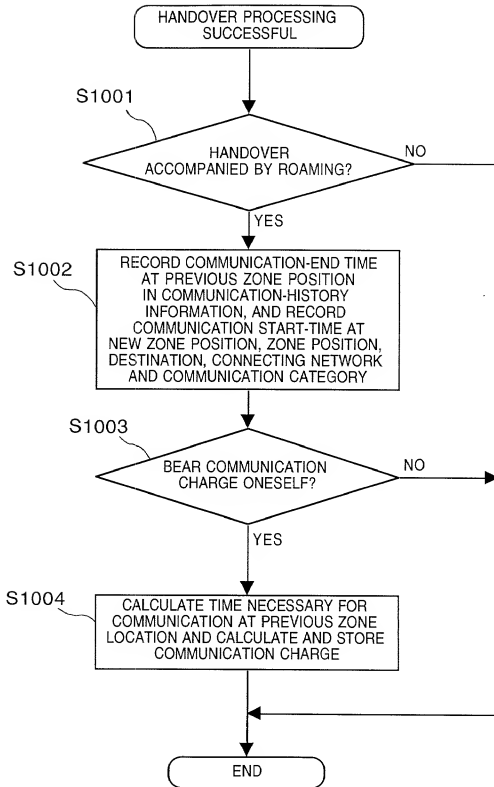 HANDOVER PROCESSING
SUCCESSFUL
S1001
HANDOVER
ACCOMPANIED BY ROAMING?
NO
YES
S1002
RECORD COMMUNICATION-END TIME
AT PREVIOUS ZONE POSITION
IN COMMUNICATION-HISTORY
INFORMATION, AND RECORD
COMMUNICATION START-TIME AT
NEW ZONE POSITION, ZONE POSITION,
DESTINATION, CONNECTING NETWORK
AND COMMUNICATION CATEGORY
S1003
BEAR COMMUNICATION
CHARGE ONESELF?
NO
YES
S1004
CALCULATE TIME NECESSARY FOR
COMMUNICATION AT PREVIOUS ZONE
LOCATION AND CALCULATE AND STORE
COMMUNICATION CHARGE
END